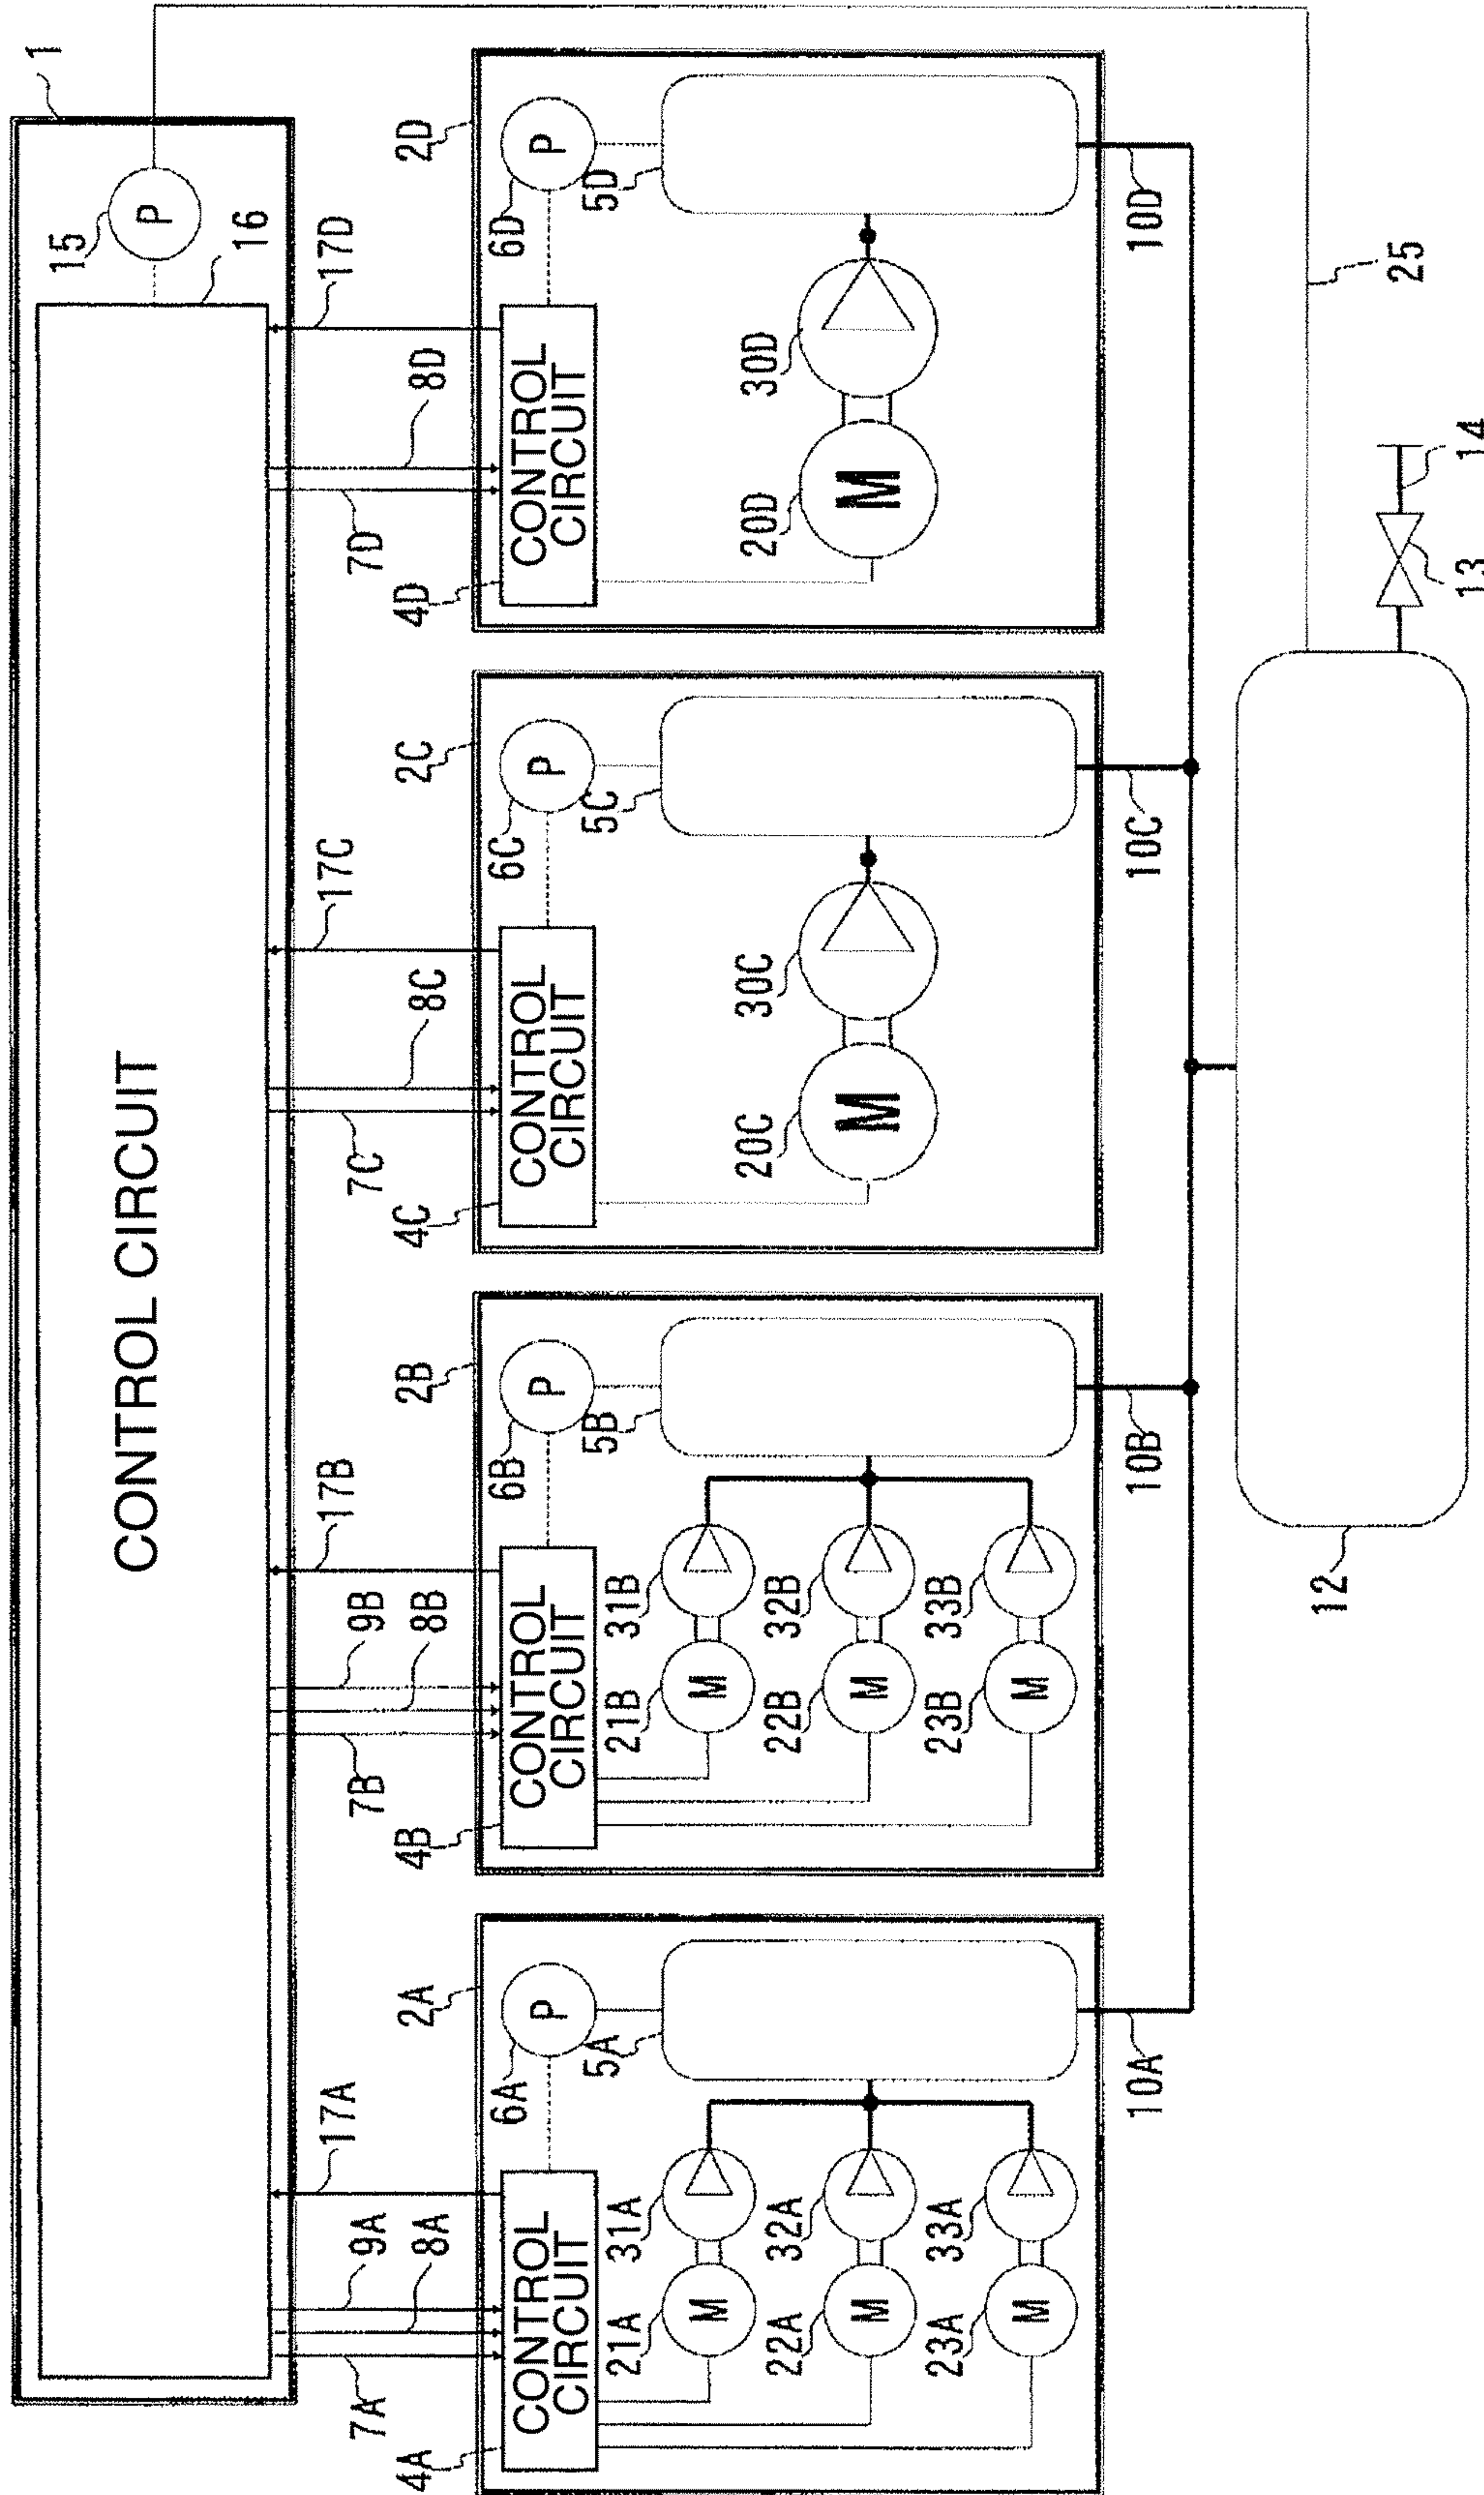 1
CONTROL CIRCUIT
15
P
16
7A
8A
9A
17A
7B
8B
9B
17B
7C
8C
17C
7D
8D
17D
4A
CONTROL
CIRCUIT
6A
P
2A
5A
21A
M
31A
22A
M
32A
23A
M
33A
10A
4B
CONTROL
CIRCUIT
6B
P
2B
5B
21B
M
31B
22B
M
32B
23B
M
33B
10B
4C
CONTROL
CIRCUIT
6C
P
2C
5C
20C
M
30C
10C
4D
CONTROL
CIRCUIT
6D
P
2D
5D
20D
M
30D
10D
12
13
14
25